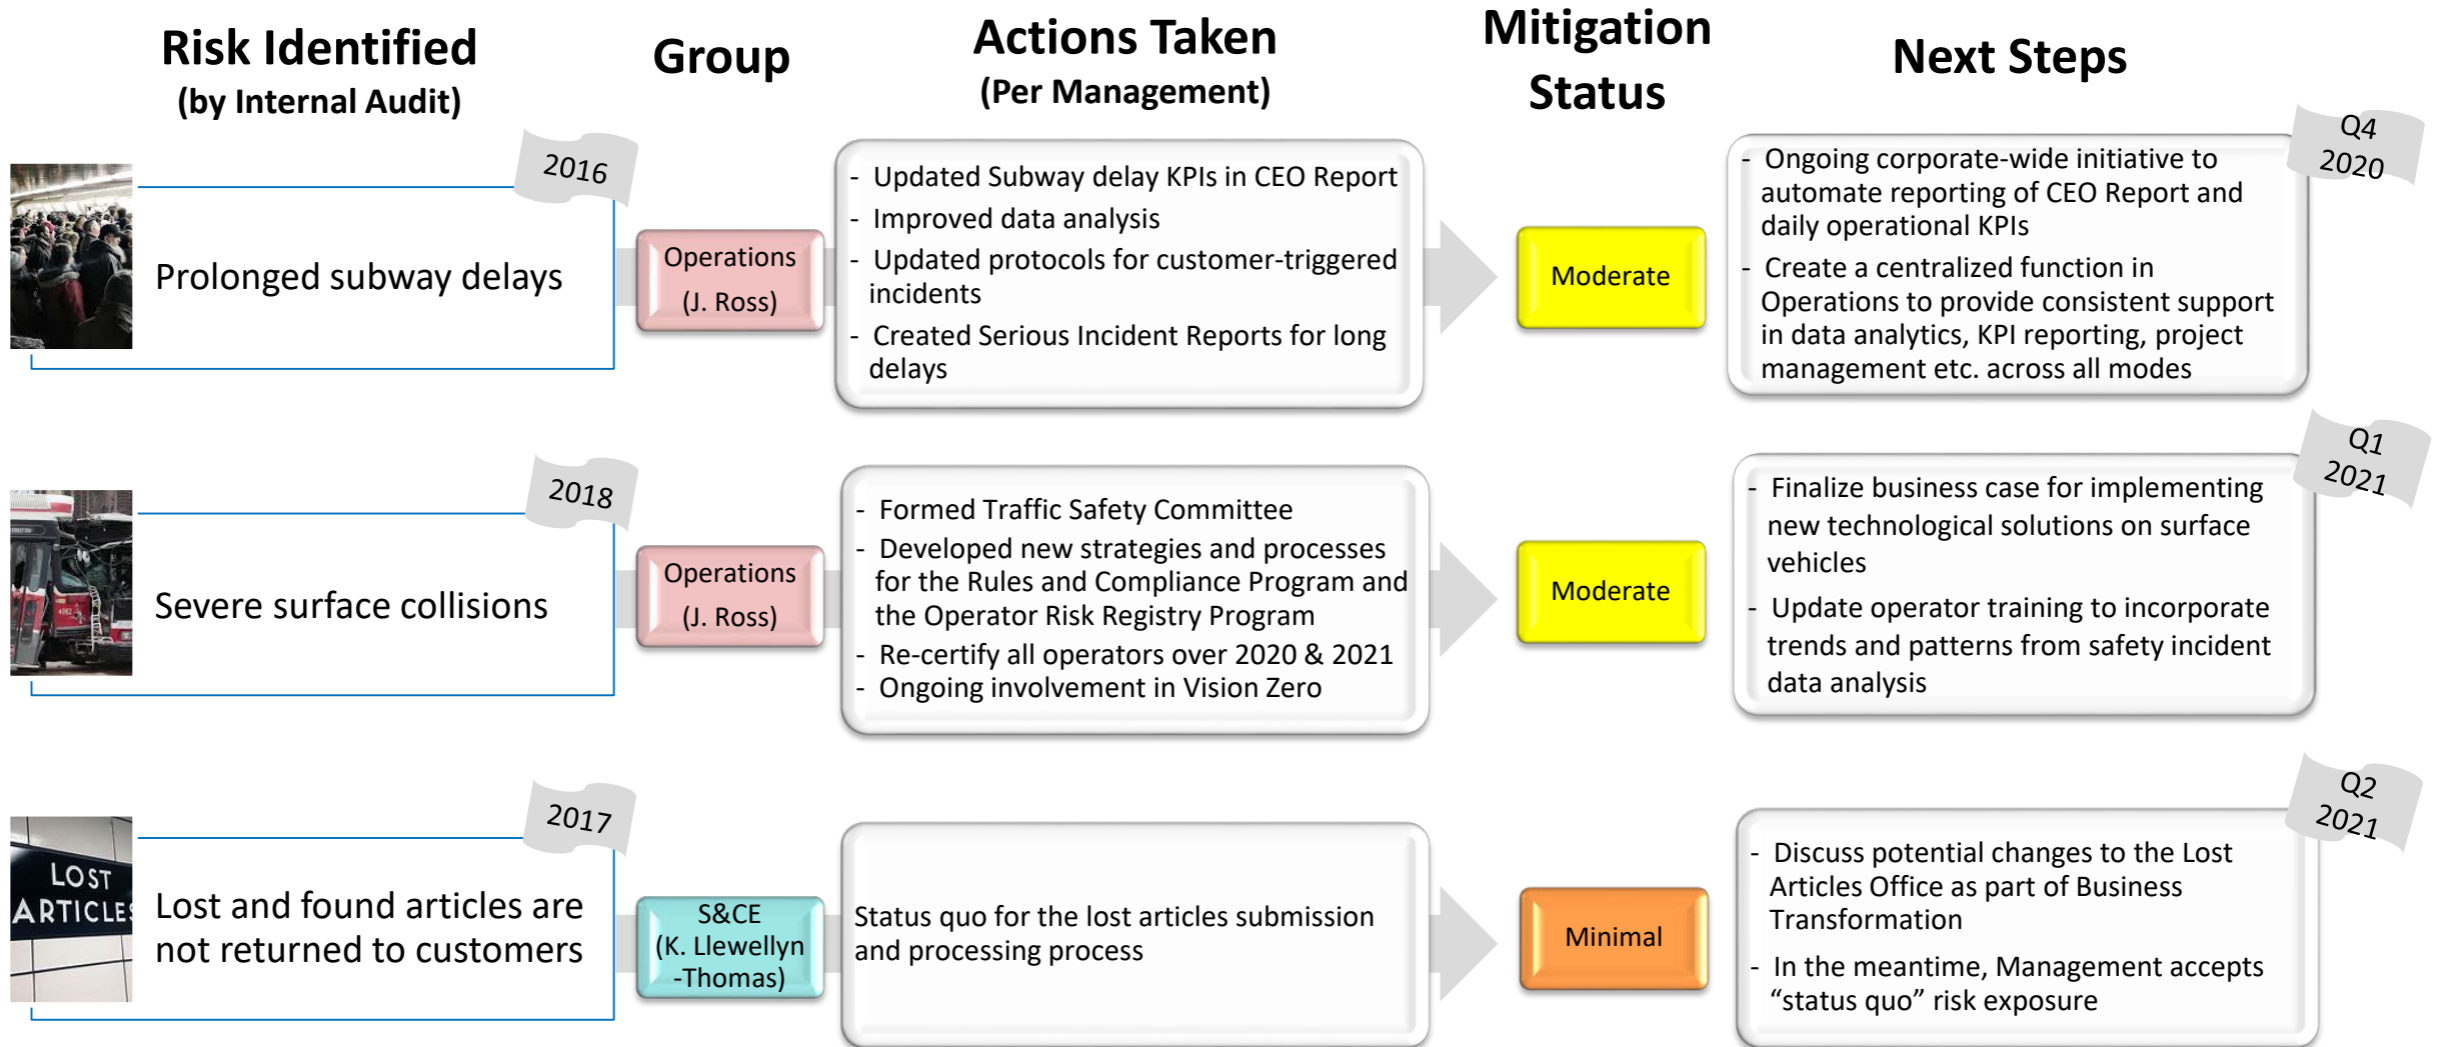 Risk Identified
(by Internal Audit)
Group
Actions Taken
(Per Management)
Mitigation
Status
Next Steps
2016
Prolonged subway delays
Operations
(J. Ross)
- Updated Subway delay KPIs in CEO Report
- Improved data analysis
- Updated protocols for customer-triggered
incidents
- Created Serious Incident Reports for long
delays
Moderate
Q4
2020
- Ongoing corporate-wide initiative to
automate reporting of CEO Report and
daily operational KPIs
- Create a centralized function in
Operations to provide consistent support
in data analytics, KPI reporting, project
management etc. across all modes
2018
Severe surface collisions
Operations
(J. Ross)
- Formed Traffic Safety Committee
- Developed new strategies and processes
for the Rules and Compliance Program and
the Operator Risk Registry Program
- Re-certify all operators over 2020 & 2021
- Ongoing involvement in Vision Zero
Moderate
Q1
2021
- Finalize business case for implementing
new technological solutions on surface
vehicles
- Update operator training to incorporate
trends and patterns from safety incident
data analysis
2017
LOST
ARTICLES
Lost and found articles are
not returned to customers
S&CE
(K. Llewellyn
-Thomas)
Status quo for the lost articles submission
and processing process
Minimal
Q2
2021
- Discuss potential changes to the Lost
Articles Office as part of Business
Transformation
- In the meantime, Management accepts
“status quo” risk exposure